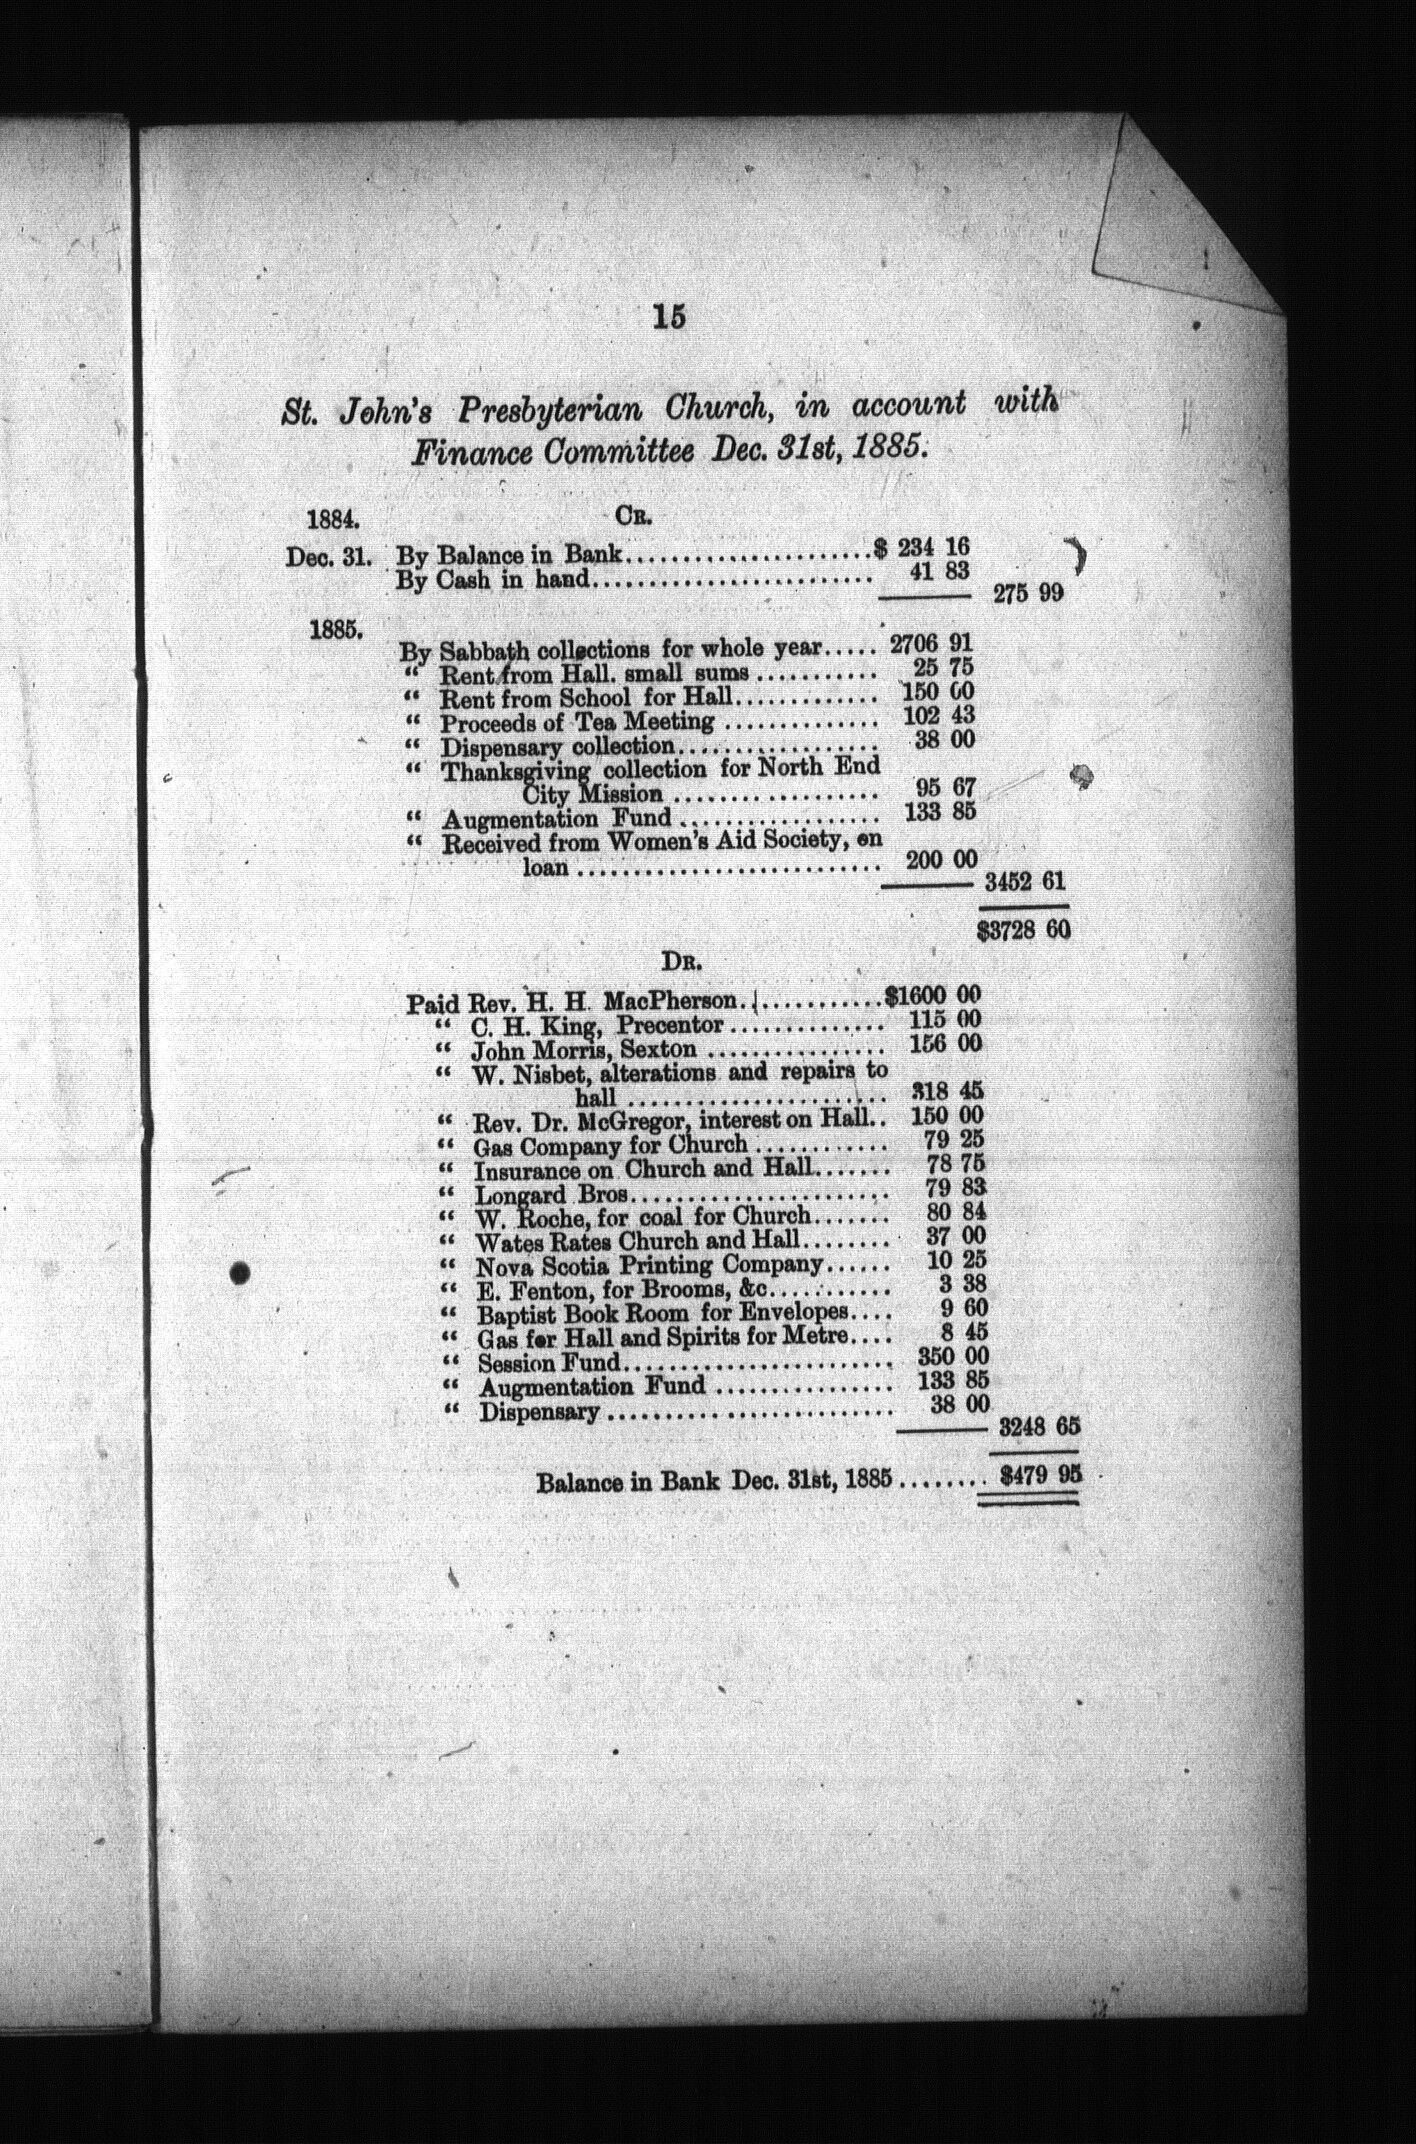 15
St. John's Presbyterian Church, in account with
Finance Committee Dec. 31st, 1885.
1884. CR.
Dec. 31. By Balance in Bank......................$ 234 16
By Cash in hand......................... 41 83
275 99
1885.
By Sabbath collections for whole year..... 2706 91
“ Rent from Hall. small sums ........... 25 75
“ Rent from School for Hall............. 150 00
“ Proceeds of Tea Meeting .............. 102 43
“ Dispensary collection.................. 38 00
“ Thanksgiving collection for North End
City Mission .................. 95 67
“ Augmentation Fund .................. 133 85
“ Received from Women's Aid Society, on
loan ........................... 200 00
3452 61
$3728 60
DR.
Paid Rev. H. H. MacPherson.............$1600 00
“ C. H. King, Precentor .............. 115 00
“ John Morris, Sexton ................ 156 00
“ W. Nisbet, alterations and repairs to
hall ....................... 318 45
“ Rev. Dr. McGregor, interest on Hall.. 150 00
“ Gas Company for Church ............ 79 25
“ Insurance on Church and Hall....... 78 75
“ Longard Bros....................... 79 83
“ W. Roche, for coal for Church....... 80 84
“ Wates Rates Church and Hall........ 37 00
“ Nova Scotia Printing Company...... 10 25
“ E. Fenton, for Brooms, &c........... 3 38
“ Baptist Book Room for Envelopes.... 9 60
“ Gas for Hall and Spirits for Metre.... 8 45
“ Session Fund........................ 350 00
“ Augmentation Fund ................ 133 85
“ Dispensary ......................... 38 00
3248 65
Balance in Bank Dec. 31st, 1885 ........ $479 95